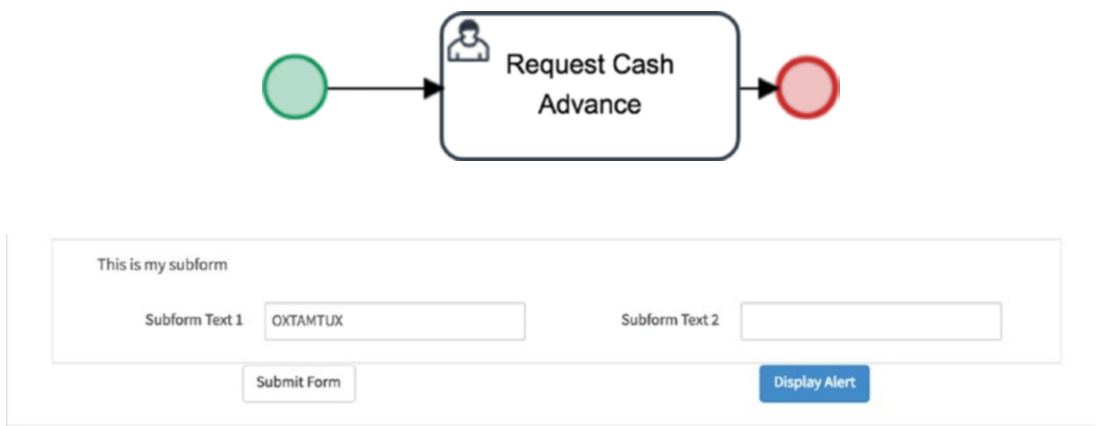 Request Cash
Advance
This is my subform
Subform Text 1 OXTAMTUX Subform Text 2
Submit Form Display Alert